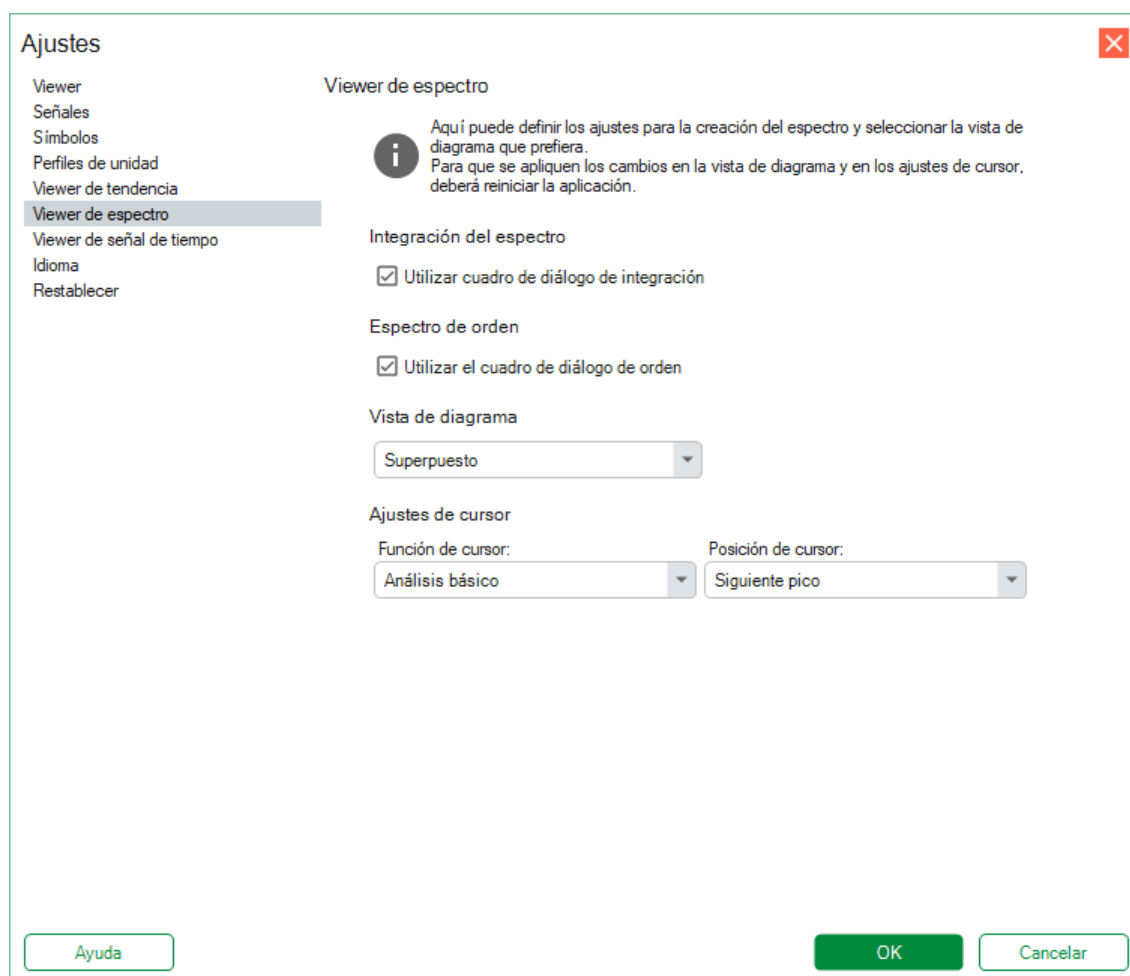 Ajustes
Viewer
Señales
Símbolos
Perfiles de unidad
Viewer de tendencia
Viewer de espectro
Viewer de señal de tiempo
Idioma
Restablecer
Viewer de espectro
Aquí puede definir los ajustes para la creación del espectro y seleccionar la vista de
diagrama que prefiera.
Para que se apliquen los cambios en la vista de diagrama y en los ajustes de cursor,
deberá reiniciar la aplicación.
Integración del espectro
Utilizar cuadro de diálogo de integración
Espectro de orden
Utilizar el cuadro de diálogo de orden
Vista de diagrama
Superpuesto
Ajustes de cursor
Función de cursor:
Posición de cursor:
Análisis básico
Siguiente pico
Ayuda
OK
Cancelar